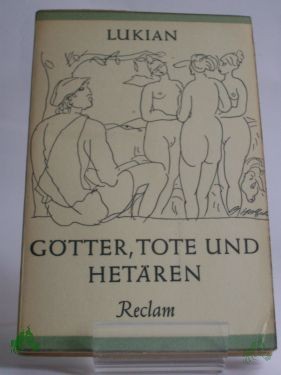 LUKIAN
GÖTTER, TOTE UND
HETÄREN
Reclam